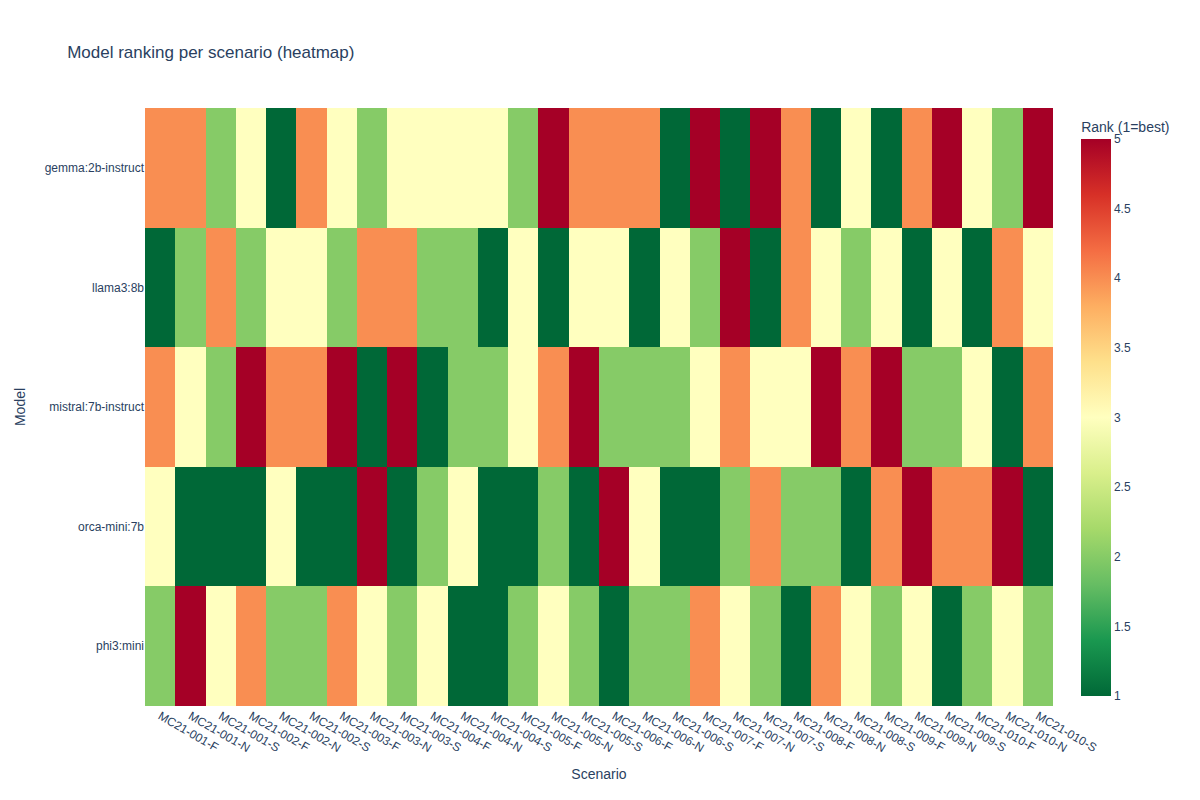 Model ranking per scenario (heatmap)
Rank (1=best)
5
4.5
4
3.5
3
2.5
2
1.5
1
Model
gemma:2b-instruct
llama3:8b
mistral:7b-instruct
orca-mini:7b
phi3:mini
MC21-001-F
MC21-001-N
MC21-001-S
MC21-002-F
MC21-002-N
MC21-002-S
MC21-003-F
MC21-003-N
MC21-003-S
MC21-004-F
MC21-004-N
MC21-004-S
MC21-005-F
MC21-005-N
MC21-005-S
MC21-006-F
MC21-006-N
MC21-006-S
MC21-007-F
MC21-007-N
MC21-007-S
MC21-008-F
MC21-008-N
MC21-008-S
MC21-009-F
MC21-009-N
MC21-009-S
MC21-010-F
MC21-010-N
MC21-010-S
Scenario